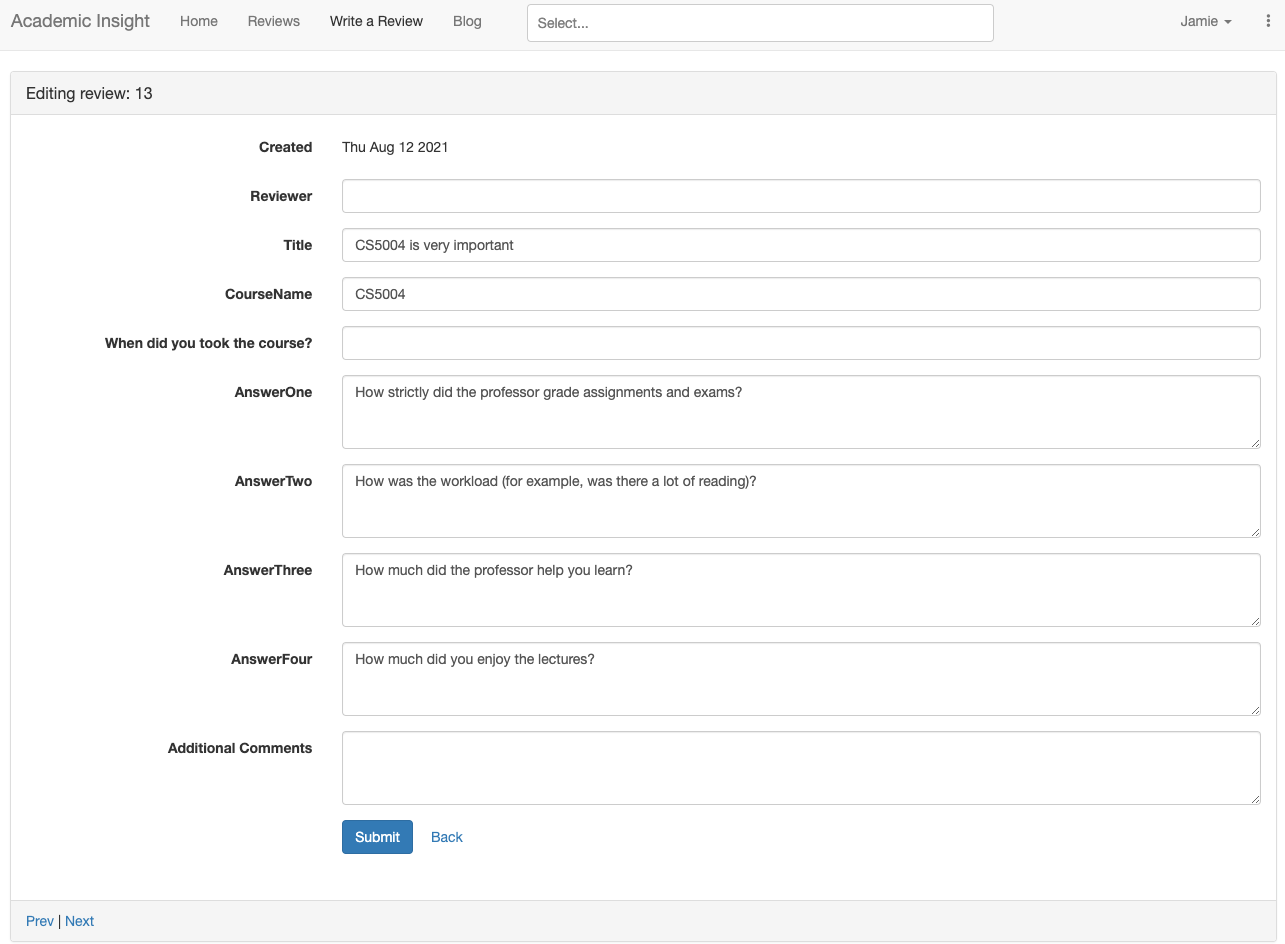 Academic Insight Home Reviews Write a Review Blog Select... Jamie
Editing review: 13
Created Thu Aug 12 2021
Reviewer
Title CS5004 is very important
CourseName CS5004
When did you took the course?
AnswerOne How strictly did the professor grade assignments and exams?
AnswerTwo How was the workload (for example, was there a lot of reading)?
AnswerThree How much did the professor help you learn?
AnswerFour How much did you enjoy the lectures?
Additional Comments
Submit Back
Prev | Next